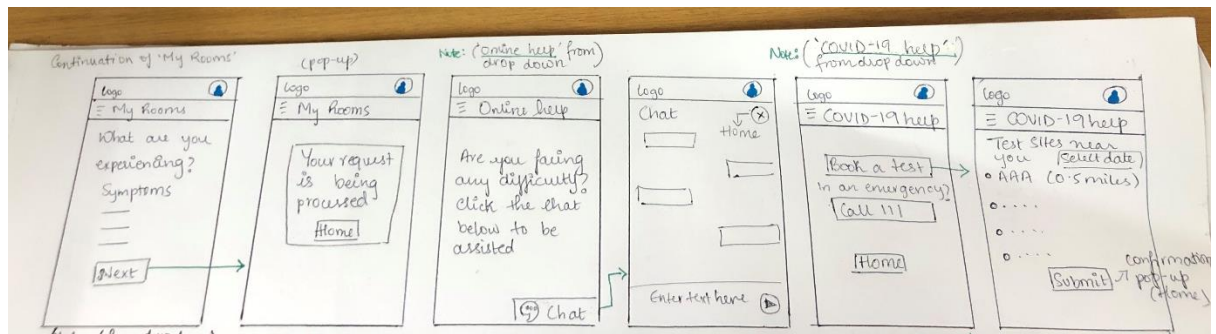 Continuation of 'My Rooms'
Logo
My Rooms
What are you
experiencing?
Symptoms
Next
(pop-up)
Logo
My Rooms
Your request
is being
processed
Home
Note: ('Online help' from
drop down)
Logo
Online help
Are you facing
any difficulty?
Click the chat
below to be
assisted
Chat
Logo
Chat
Home
Enter text here
Note: ('COVID-19 help'
from drop down)
Logo
COVID-19 help
Book a test
in an emergency?
Call 111
Home
Logo
COVID-19 help
Test Sites near
you Select date
AAA (0.5 miles)
Submit
confirmation
pop-up
(Home)